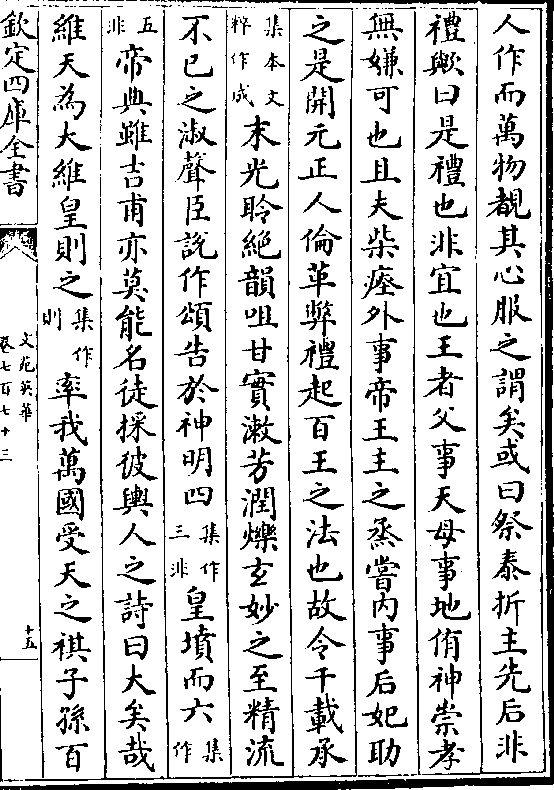 人作而萬物覩其心服之謂矣或曰祭泰折主先后非
禮歟曰是禮也非宜也王者父事天母事地侑神崇孝
無嫌可也且夫柴瘞外事帝王主之烝嘗内事后妃助
之是開元正人倫革弊禮起百王之法也故令千載承
集本文粹作成末光聆絶韻咀甘實漱芳潤爍玄妙之至精流
不已之淑聲臣説作頌告於神明四集作三非皇墳而六集作
五非帝典雖吉甫亦莫能名徒採彼輿人之詩曰大矣哉
維天為大維皇則之集作則率我萬國受天之祺子孫百
欽定四庫全書
文苑英華
卷七百七十三
十五